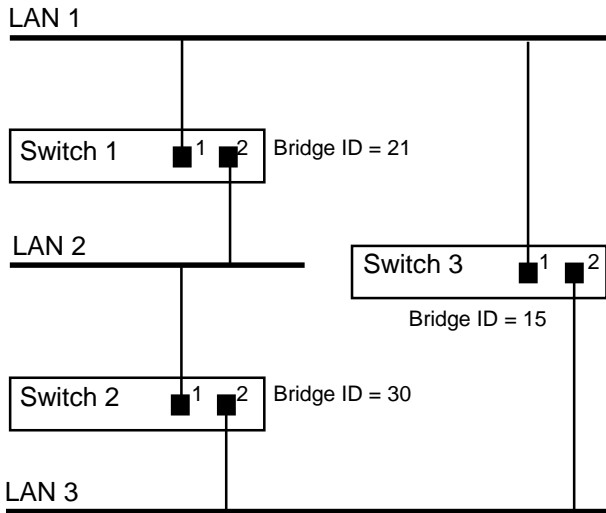 LAN 1
Switch 1
1 2
Bridge ID = 21
LAN 2
Switch 3
1 2
Bridge ID = 15
Switch 2
1 2
Bridge ID = 30
LAN 3